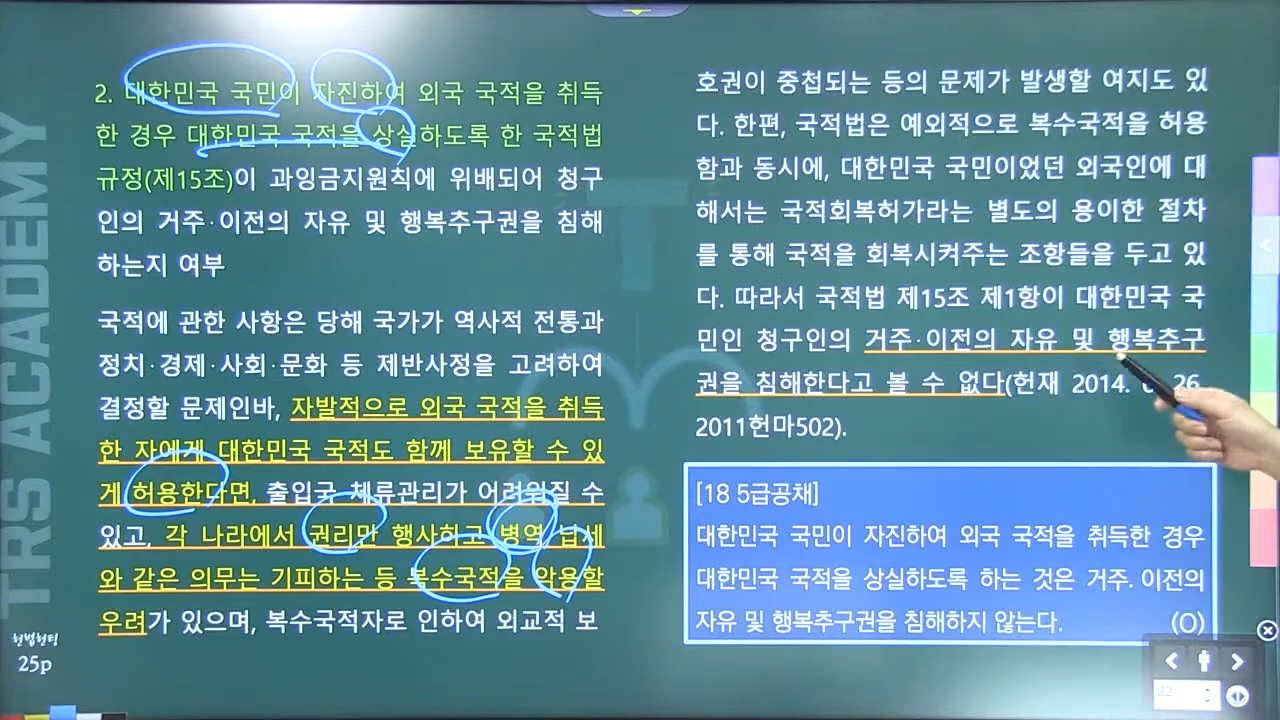 TRS ACADEMY
2. 대한민국 국민이 자진하여 외국 국적을 취득
한 경우 대한민국 국적을 상실하도록 한 국적법
규정(제15조)이 과잉금지원칙에 위배되어 청구
인의 거주·이전의 자유 및 행복추구권을 침해
하는지 여부
국적에 관한 사항은 당해 국가가 역사적 전통과
정치·경제·사회·문화 등 제반사정을 고려하여
결정할 문제인바, 자발적으로 외국 국적을 취득
한 자에게 대한민국 국적도 함께 보유할 수 있
게 허용한다면, 출입국 체류관리가 어려워질 수
있고, 각 나라에서 권리만 행사하고 병역 납세
와 같은 의무는 기피하는 등 복수국적을 악용할
우려가 있으며, 복수국적자로 인하여 외교적 보
헌법헌터
25p
호권이 중첩되는 등의 문제가 발생할 여지도 있
다. 한편, 국적법은 예외적으로 복수국적을 허용
함과 동시에, 대한민국 국민이었던 외국인에 대
해서는 국적회복허가라는 별도의 용이한 절차
를 통해 국적을 회복시켜주는 조항들을 두고 있
다. 따라서 국적법 제15조 제1항이 대한민국 국
민인 청구인의 거주·이전의 자유 및 행복추구
권을 침해한다고 볼 수 없다(헌재 2014. 26.
2011헌마502).
[18 5급공채]
대한민국 국민이 자진하여 외국 국적을 취득한 경우
대한민국 국적을 상실하도록 하는 것은 거주. 이전의
자유 및 행복추구권을 침해하지 않는다. (O)
22